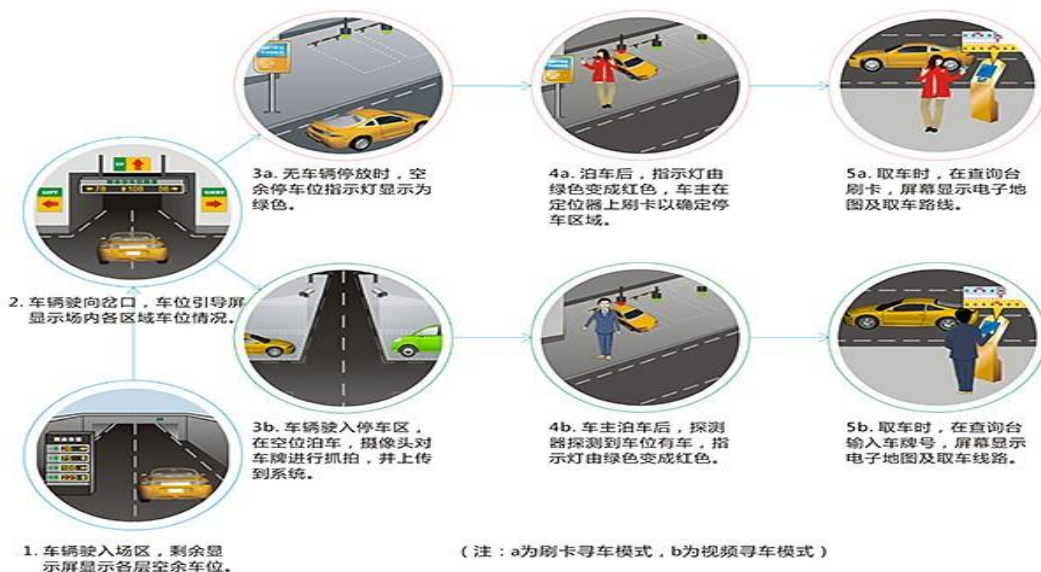 3a. 无车辆停放时，空
余停车位指示灯显示为
绿色。
4a. 泊车后，指示灯由
绿色变成红色，车主在
定位器上刷卡以确定停
车区域。
5a. 取车时，在查询台
刷卡，屏幕显示电子地
图及取车路线。
2. 车辆驶向岔口，车位引导屏
显示场内各区域车位情况。
3b. 车辆驶入停车区，
在空位泊车，摄像头对
车牌进行抓拍，并上传
到系统。
4b. 车主泊车后，探测
器探测到车位有车，指
示灯由绿色变成红色。
5b. 取车时，在查询台
输入车牌号，屏幕显示
电子地图及取车线路。
1. 车辆驶入场区，剩余显
示屏显示各层空余车位。
（注：a为刷卡寻车模式，b为视频寻车模式）